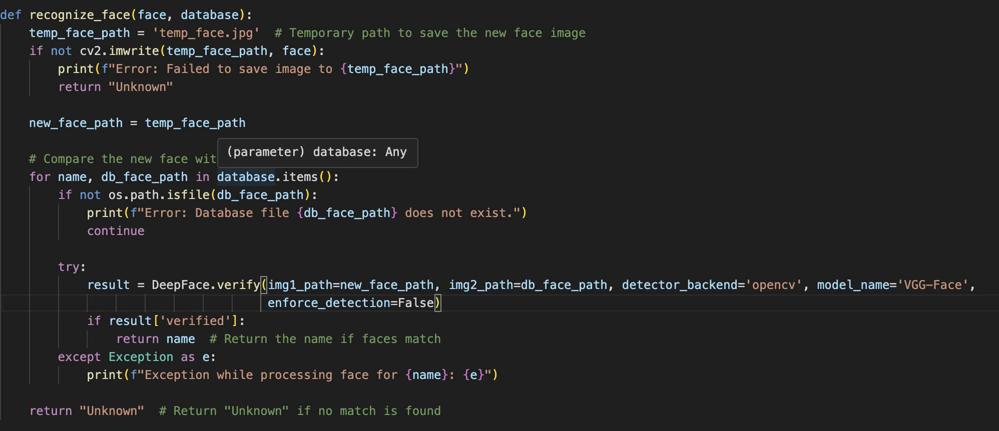 def recognize_face(face, database):
    temp_face_path = 'temp_face.jpg'  # Temporary path to save the new face image
    if not cv2.imwrite(temp_face_path, face):
        print(f"Error: Failed to save image to {temp_face_path}")
        return "Unknown"

    new_face_path = temp_face_path

(parameter) database: Any
    # Compare the new face wit
    for name, db_face_path in database.items():
        if not os.path.isfile(db_face_path):
            print(f"Error: Database file {db_face_path} does not exist.")
            continue

        try:
            result = DeepFace.verify(img1_path=new_face_path, img2_path=db_face_path, detector_backend='opencv', model_name='VGG-Face',
                                     enforce_detection=False)
            if result['verified']:
                return name  # Return the name if faces match
        except Exception as e:
            print(f"Exception while processing face for {name}: {e}")

    return "Unknown"  # Return "Unknown" if no match is found